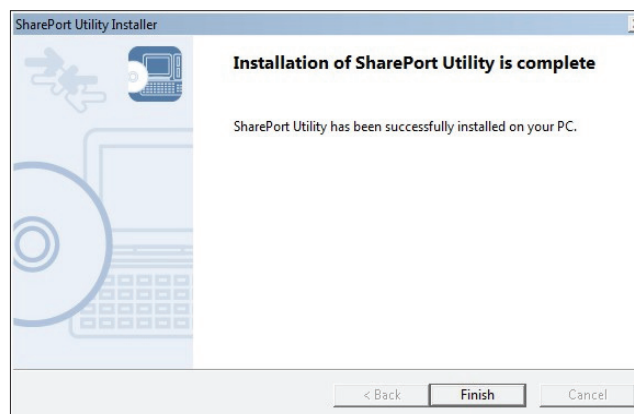 SharePort Utility Installer
Installation of SharePort Utility is complete
SharePort Utility has been successfully installed on your PC.
< Back
Finish
Cancel